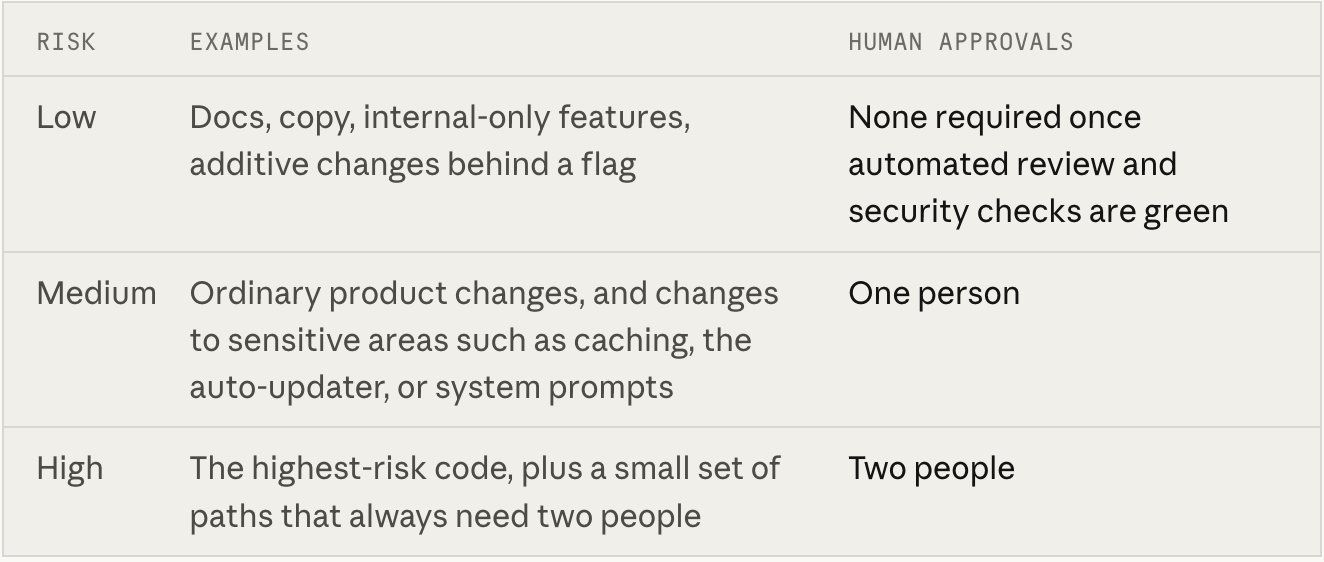 RISK EXAMPLES HUMAN APPROVALS
Low Docs, copy, internal-only features, None required once
additive changes behind a flag automated review and
security checks are green
Medium Ordinary product changes, and changes One person
to sensitive areas such as caching, the
auto-updater, or system prompts
High The highest-risk code, plus a small set of Two people
paths that always need two people